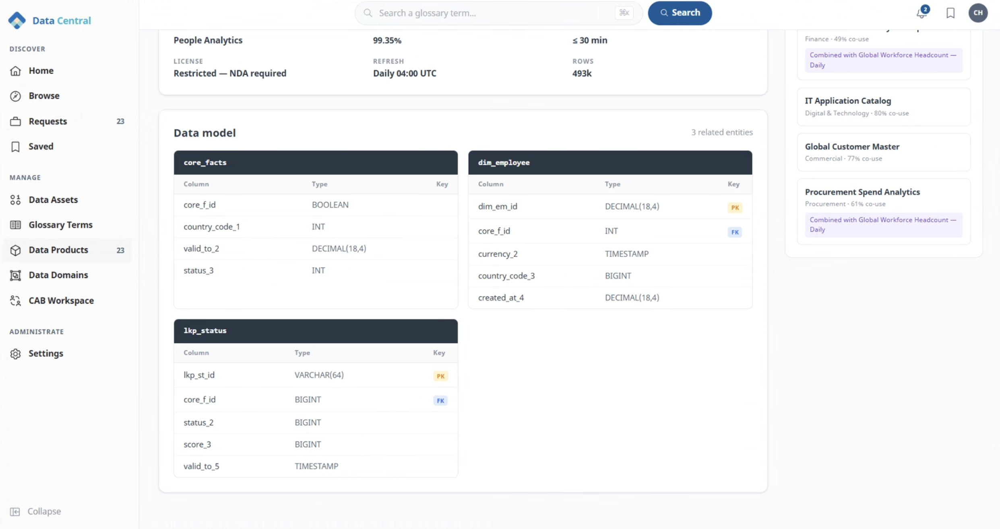 Data Central
Search a glossary term...
⌘K
Search
2
CH
DISCOVER
Home
Browse
Requests 23
Saved
MANAGE
Data Assets
Glossary Terms
Data Products 23
Data Domains
CAB Workspace
ADMINISTRATE
Settings
Collapse
People Analytics 99.35% ≤ 30 min
LICENSE REFRESH ROWS
Restricted — NDA required Daily 04:00 UTC 493k
Data model 3 related entities
core_facts
Column Type Key
core_f_id BOOLEAN
country_code_1 INT
valid_to_2 DECIMAL(18,4)
status_3 INT
dim_employee
Column Type Key
dim_em_id DECIMAL(18,4) PK
core_f_id INT FK
currency_2 TIMESTAMP
country_code_3 BIGINT
created_at_4 DECIMAL(18,4)
lkp_status
Column Type Key
lkp_st_id VARCHAR(64) PK
core_f_id BIGINT FK
status_2 BIGINT
score_3 BIGINT
valid_to_5 TIMESTAMP
Finance · 49% co-use
Combined with Global Workforce Headcount —
Daily
IT Application Catalog
Digital & Technology · 80% co-use
Global Customer Master
Commercial · 77% co-use
Procurement Spend Analytics
Procurement · 61% co-use
Combined with Global Workforce Headcount —
Daily